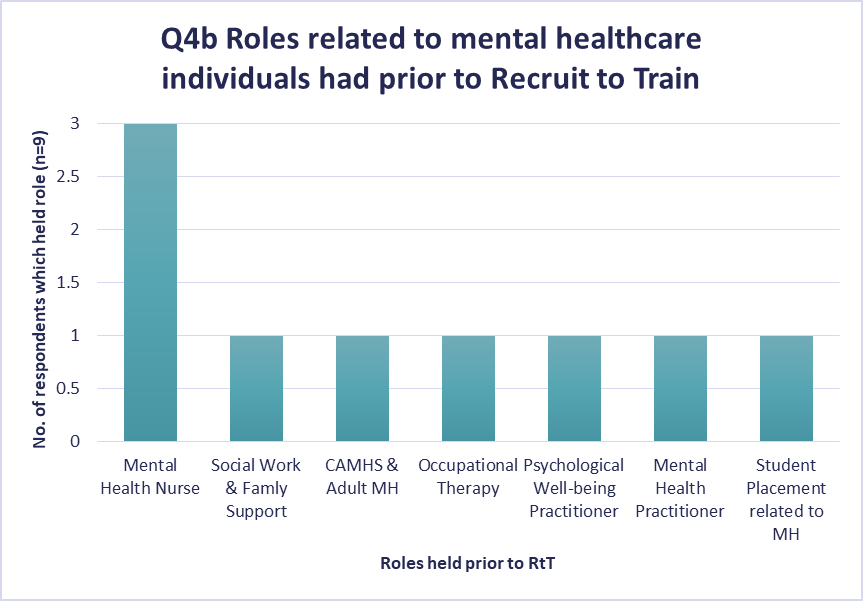 Q4b Roles related to mental healthcare
individuals had prior to Recruit to Train
No. of respondents which held role (n=9)
3
2.5
2
1.5
1
0.5
0
Mental
Health Nurse
Social Work
& Famly
Support
CAMHS &
Adult MH
Occupational
Therapy
Psychological
Well-being
Practitioner
Mental
Health
Practitioner
Student
Placement
related to
MH
Roles held prior to RtT